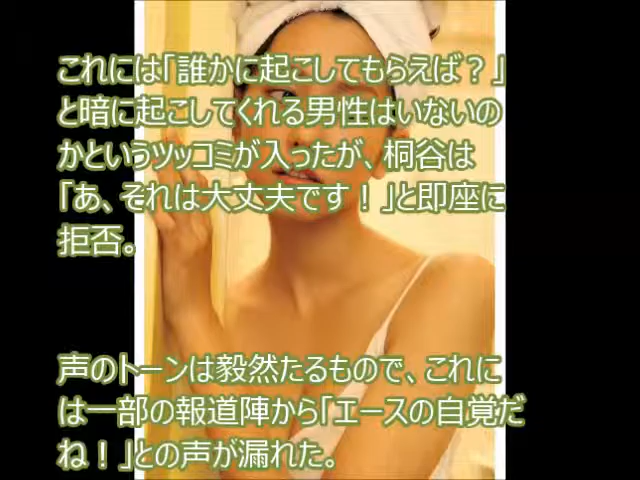 これには「誰かに起こしてもらえば？」
と暗に起こしてくれる男性はいないの
かというツッコミが入ったが、桐谷は
「あ、それは大丈夫です！」と即座に
拒否。
声のトーンは毅然たるもので、これに
は一部の報道陣から「エースの自覚だ
ね！」との声が漏れた。